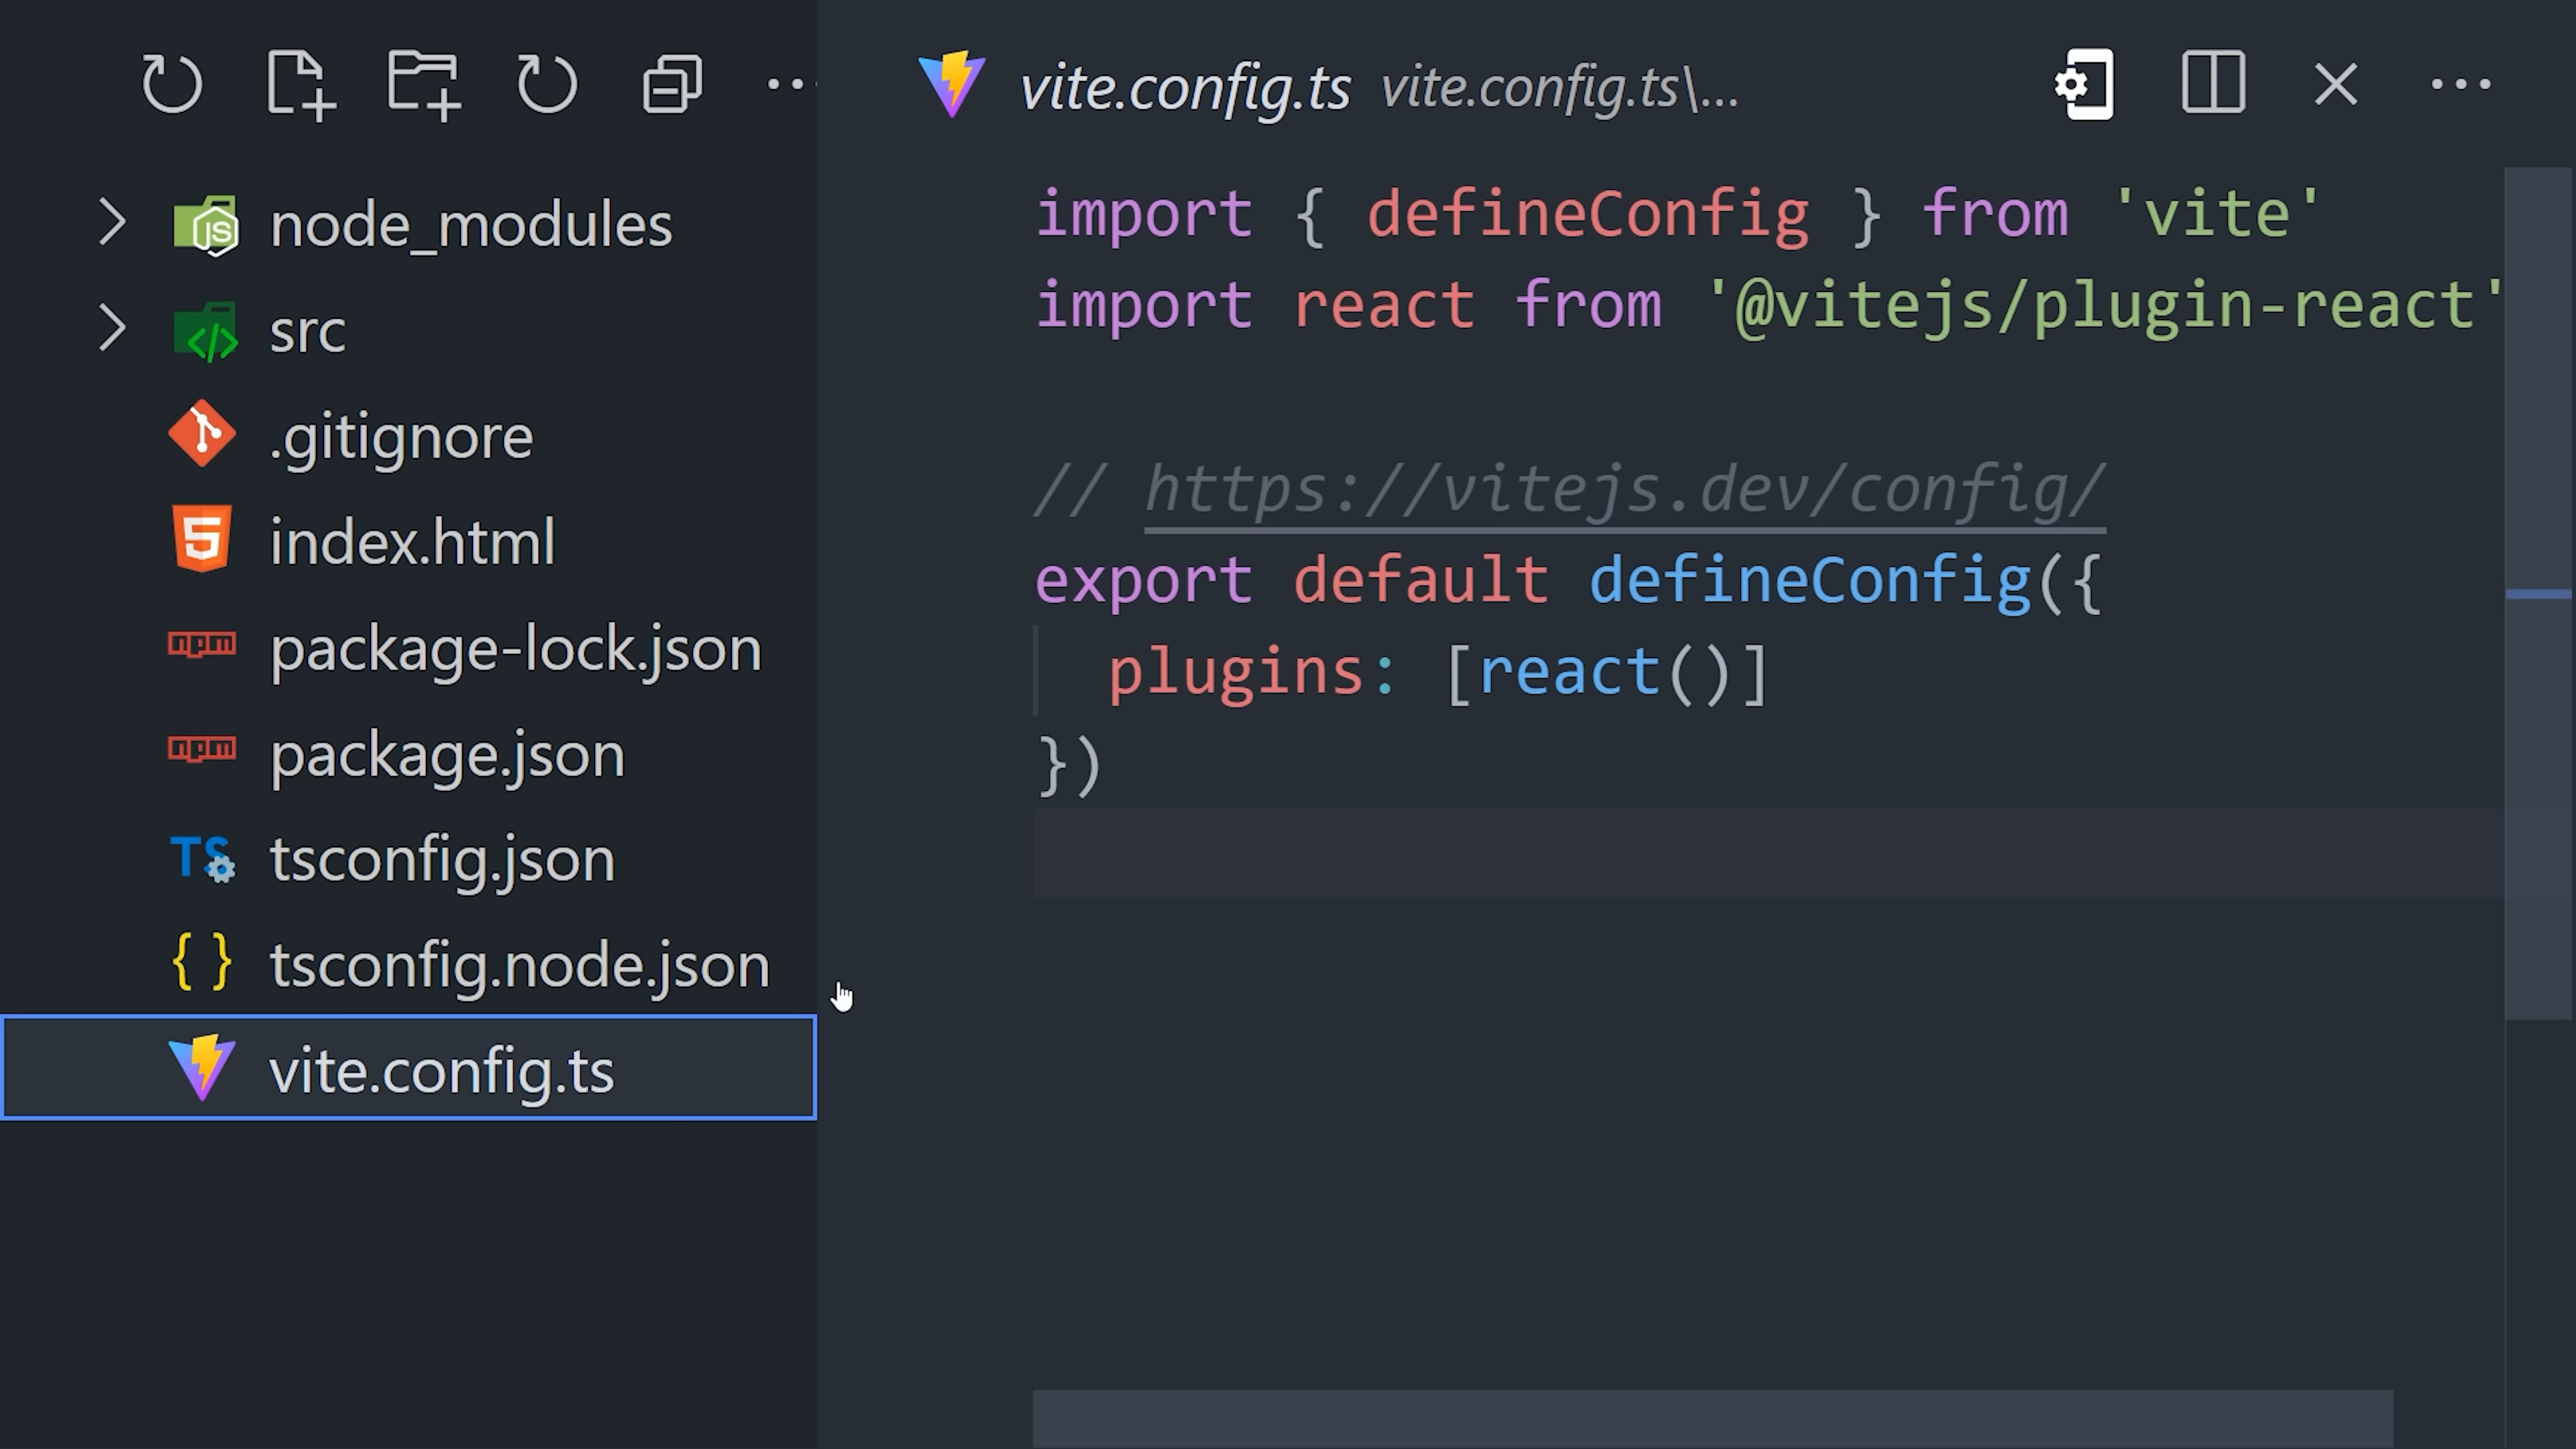 node_modules
src
.gitignore
index.html
package-lock.json
package.json
tsconfig.json
tsconfig.node.json
vite.config.ts
vite.config.ts vite.config.ts\...
import { defineConfig } from 'vite'
import react from '@vitejs/plugin-react'
// https://vitejs.dev/config/
export default defineConfig({
  plugins: [react()]
})